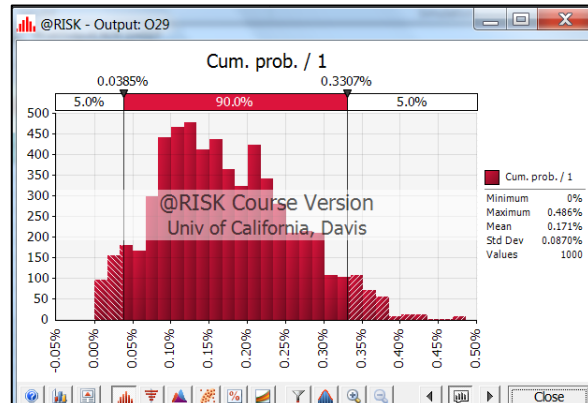 @RISK - Output: O29
Cum. prob. / 1
0.0385% 0.3307%
5.0% 90.0% 5.0%
500
450
400
350
300
250
200
150
100
50
0
@RISK Course Version
Univ of California, Davis
-0.05%
0.00%
0.05%
0.10%
0.15%
0.20%
0.25%
0.30%
0.35%
0.40%
0.45%
0.50%
Cum. prob. / 1
Minimum 0%
Maximum 0.486%
Mean 0.171%
Std Dev 0.0870%
Values 1000
Close